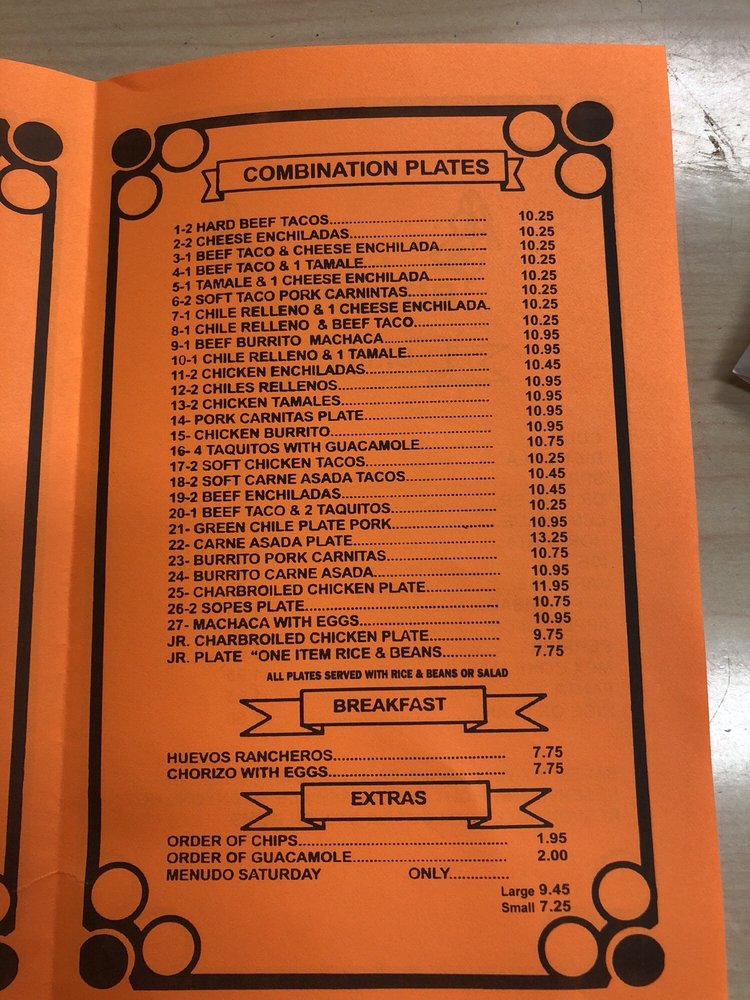 COMBINATION PLATES
1-2 HARD BEEF TACOS........ 10.25
2-2 CHEESE ENCHILADAS........ 10.25
3-1 BEEF TACO & CHEESE ENCHILADA........ 10.25
4-1 BEEF TACO & 1 TAMALE........ 10.25
5-1 TAMALE & 1 CHEESE ENCHILADA........ 10.25
6-2 SOFT TACO PORK CARNINTAS........ 10.25
7-1 CHILE RELLENO & 1 CHEESE ENCHILADA. 10.25
8-1 CHILE RELLENO & BEEF TACO........ 10.25
9-1 BEEF BURRITO MACHACA........ 10.95
10-1 CHILE RELLENO & 1 TAMALE........ 10.95
11-2 CHICKEN ENCHILADAS........ 10.45
12-2 CHILES RELLENOS........ 10.95
13-2 CHICKEN TAMALES........ 10.95
14- PORK CARNITAS PLATE........ 10.95
15- CHICKEN BURRITO........ 10.95
16- 4 TAQUITOS WITH GUACAMOLE........ 10.75
17-2 SOFT CHICKEN TACOS........ 10.25
18-2 SOFT CARNE ASADA TACOS........ 10.45
19-2 BEEF ENCHILADAS........ 10.45
20-1 BEEF TACO & 2 TAQUITOS........ 10.25
21- GREEN CHILE PLATE PORK........ 10.95
22- CARNE ASADA PLATE........ 13.25
23- BURRITO PORK CARNITAS........ 10.75
24- BURRITO CARNE ASADA........ 10.95
25- CHARBROILED CHICKEN PLATE........ 11.95
26-2 SOPES PLATE........ 10.75
27- MACHACA WITH EGGS........ 10.95
JR. CHARBROILED CHICKEN PLATE........ 9.75
JR. PLATE "ONE ITEM RICE & BEANS........ 7.75
ALL PLATES SERVED WITH RICE & BEANS OR SALAD
BREAKFAST
HUEVOS RANCHEROS........ 7.75
CHORIZO WITH EGGS........ 7.75
EXTRAS
ORDER OF CHIPS........ 1.95
ORDER OF GUACAMOLE........ 2.00
MENUDO SATURDAY ONLY........
Large 9.45
Small 7.25